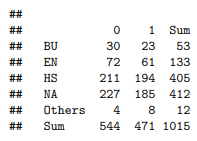 ##
## 0 1 Sum
## BU 30 23 53
## EN 72 61 133
## HS 211 194 405
## NA 227 185 412
## Others 4 8 12
## Sum 544 471 1015